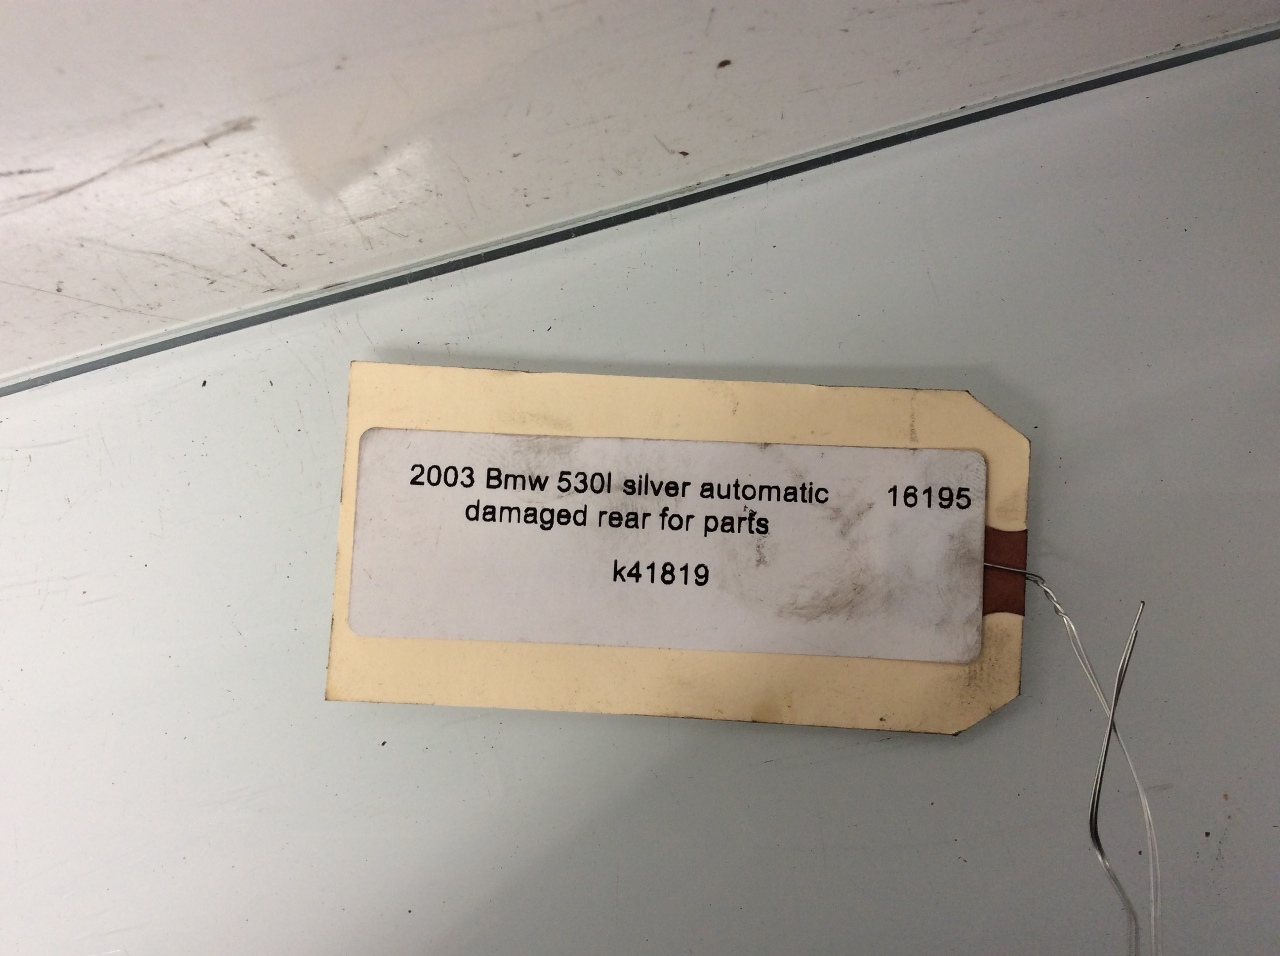 2003 Bmw 530I silver automatic 16195
damaged rear for parts
k41819